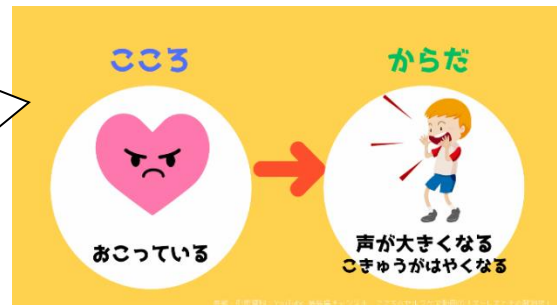 こころ
からだ
おこっている
声が大きくなる
こきゅうがはやくなる